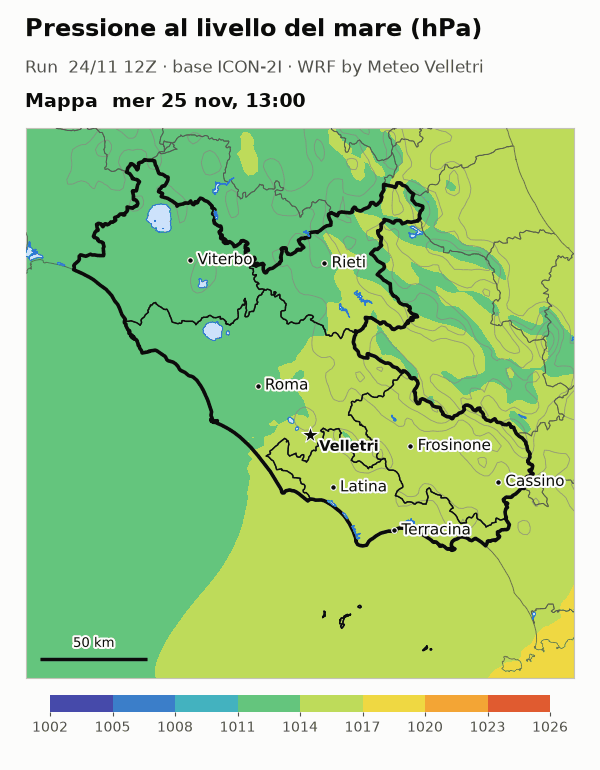 Pressione al livello del mare (hPa)
Run  24/11 12Z · base ICON-2I · WRF by Meteo Velletri
Mappa  mer 25 nov, 13:00
Viterbo
Rieti
Roma
Velletri
Frosinone
Cassino
Latina
Terracina
50 km
1002 1005 1008 1011 1014 1017 1020 1023 1026